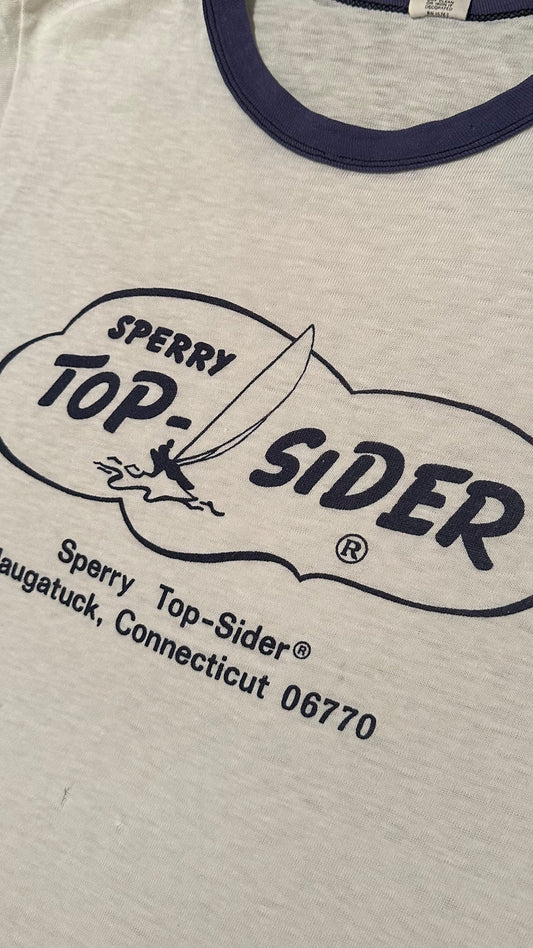 SPERRY
TOP-SIDER
®
Sperry Top-Sider®
augatuck, Connecticut 06770